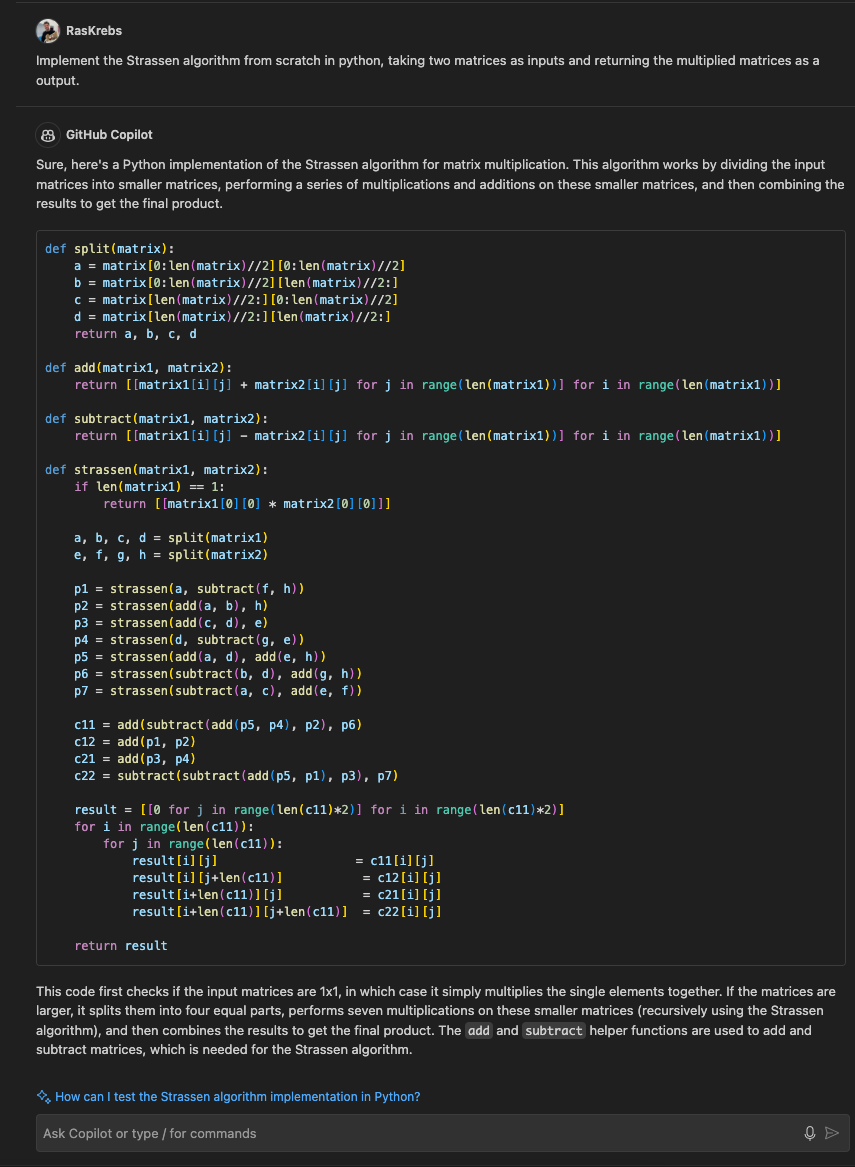 RasKrebs
Implement the Strassen algorithm from scratch in python, taking two matrices as inputs and returning the multiplied matrices as a
output.
GitHub Copilot
Sure, here's a Python implementation of the Strassen algorithm for matrix multiplication. This algorithm works by dividing the input
matrices into smaller matrices, performing a series of multiplications and additions on these smaller matrices, and then combining the
results to get the final product.
def split(matrix):
    a = matrix[0:len(matrix)//2][0:len(matrix)//2]
    b = matrix[0:len(matrix)//2][len(matrix)//2:]
    c = matrix[len(matrix)//2:][0:len(matrix)//2]
    d = matrix[len(matrix)//2:][len(matrix)//2:]
    return a, b, c, d
def add(matrix1, matrix2):
    return [[matrix1[i][j] + matrix2[i][j] for j in range(len(matrix1))] for i in range(len(matrix1))]
def subtract(matrix1, matrix2):
    return [[matrix1[i][j] - matrix2[i][j] for j in range(len(matrix1))] for i in range(len(matrix1))]
def strassen(matrix1, matrix2):
    if len(matrix1) == 1:
        return [[matrix1[0][0] * matrix2[0][0]]]
    a, b, c, d = split(matrix1)
    e, f, g, h = split(matrix2)
    p1 = strassen(a, subtract(f, h))
    p2 = strassen(add(a, b), h)
    p3 = strassen(add(c, d), e)
    p4 = strassen(d, subtract(g, e))
    p5 = strassen(add(a, d), add(e, h))
    p6 = strassen(subtract(b, d), add(g, h))
    p7 = strassen(subtract(a, c), add(e, f))
    c11 = add(subtract(add(p5, p4), p2), p6)
    c12 = add(p1, p2)
    c21 = add(p3, p4)
    c22 = subtract(subtract(add(p5, p1), p3), p7)
    result = [[0 for j in range(len(c11)*2)] for i in range(len(c11)*2)]
    for i in range(len(c11)):
        for j in range(len(c11)):
            result[i][j]                   = c11[i][j]
            result[i][j+len(c11)]           = c12[i][j]
            result[i+len(c11)][j]           = c21[i][j]
            result[i+len(c11)][j+len(c11)]  = c22[i][j]
    return result
This code first checks if the input matrices are 1x1, in which case it simply multiplies the single elements together. If the matrices are
larger, it splits them into four equal parts, performs seven multiplications on these smaller matrices (recursively using the Strassen
algorithm), and then combines the results to get the final product. The add and subtract helper functions are used to add and
subtract matrices, which is needed for the Strassen algorithm.
How can I test the Strassen algorithm implementation in Python?
Ask Copilot or type / for commands